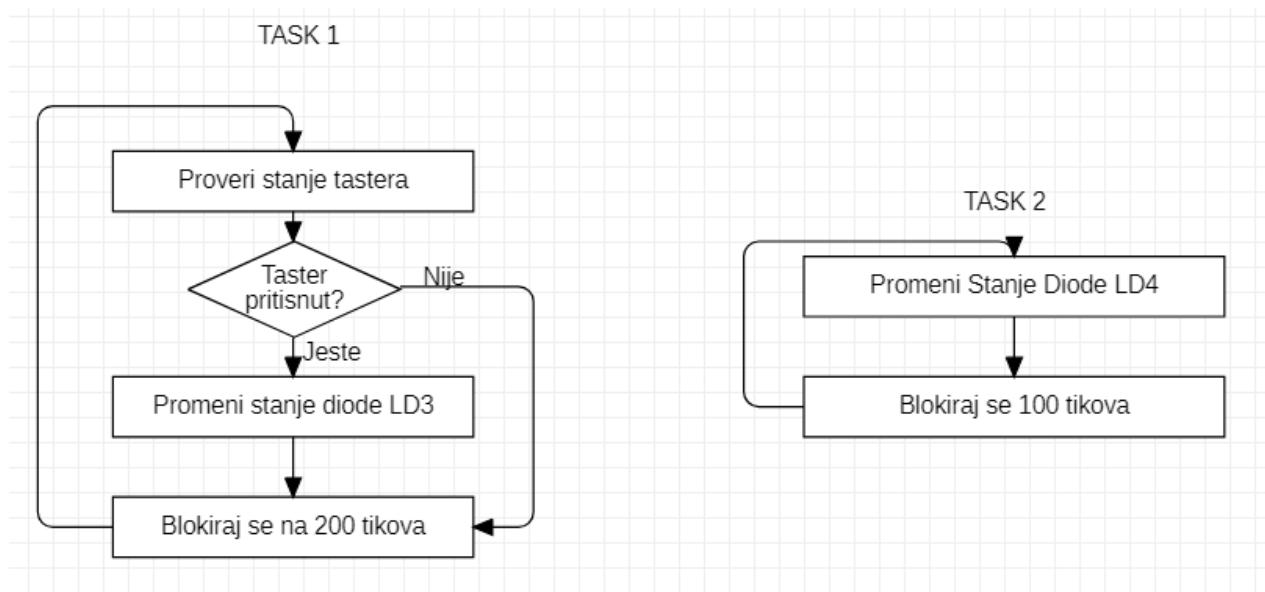 TASK 1
Proveri stanje tastera
Taster
pritisnut?
Nije
Jeste
Promeni stanje diode LD3
Blokiraj se na 200 tikova
TASK 2
Promeni Stanje Diode LD4
Blokiraj se 100 tikova